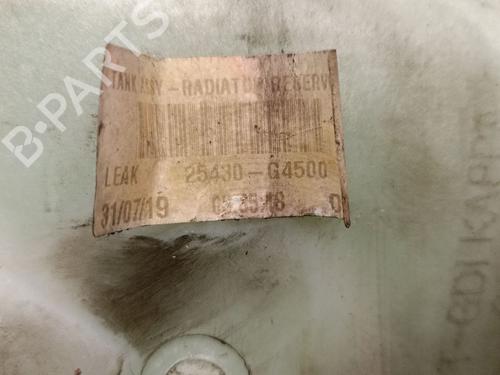 TANK ASSY-RADIATOR RESERV
LEAK 25430-G4500
31/07/19
B-PARTS